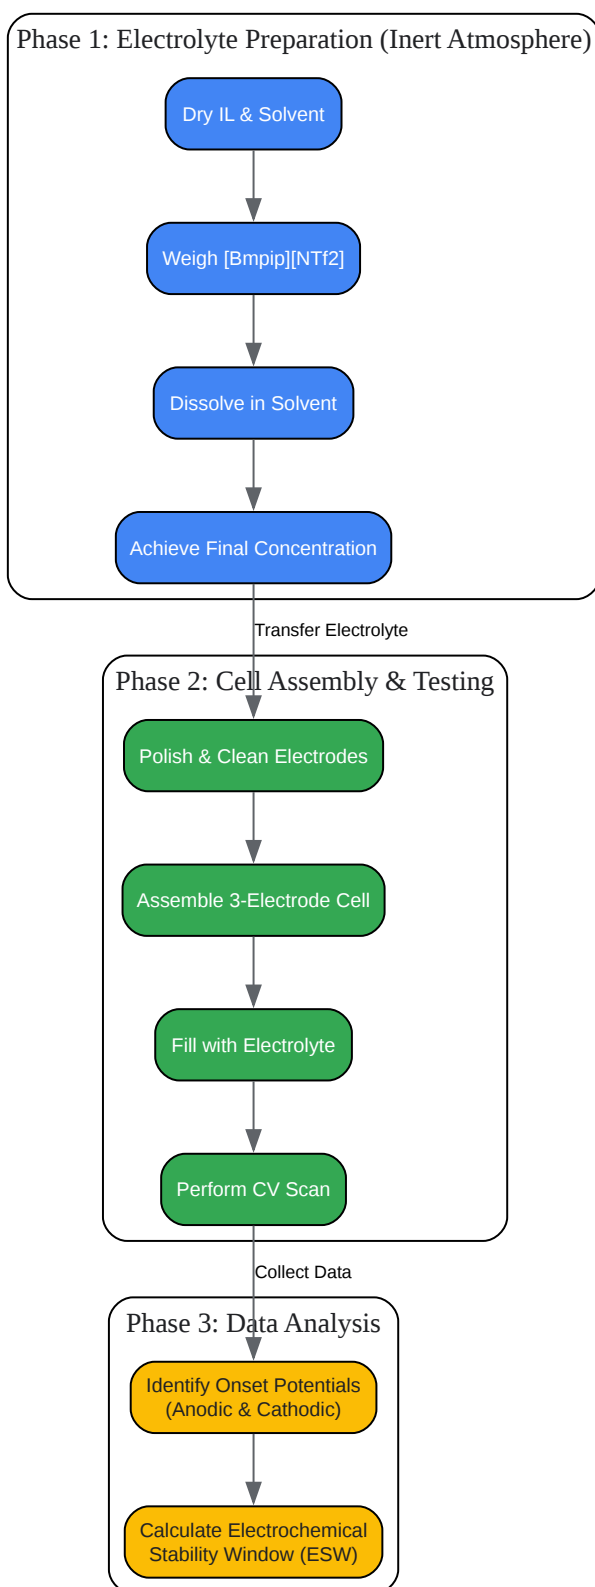 Phase 1: Electrolyte Preparation (Inert Atmosphere)
Dry IL & Solvent
Weigh [Bmpip][NTf2]
Dissolve in Solvent
Achieve Final Concentration
Transfer Electrolyte
Phase 2: Cell Assembly & Testing
Polish & Clean Electrodes
Assemble 3-Electrode Cell
Fill with Electrolyte
Perform CV Scan
Collect Data
Phase 3: Data Analysis
Identify Onset Potentials
(Anodic & Cathodic)
Calculate Electrochemical
Stability Window (ESW)